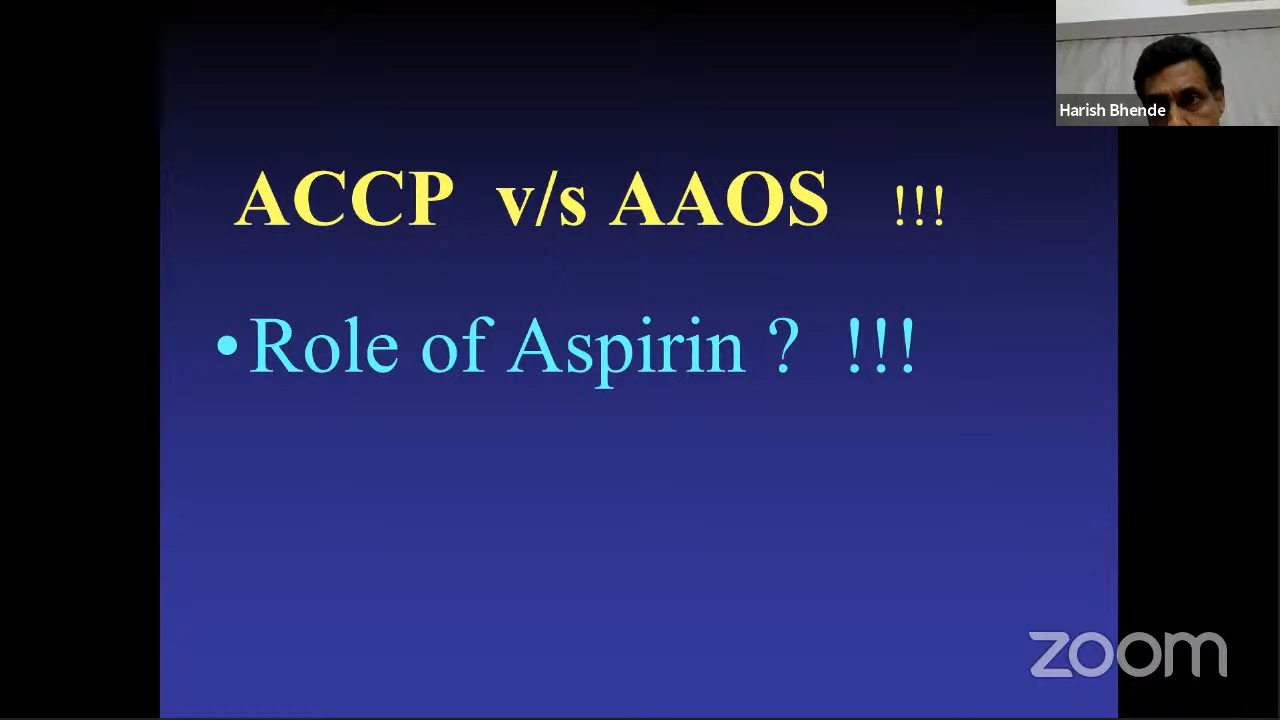 Harish Bhende
ACCP v/s AAOS !!!
•Role of Aspirin ? !!!
zoom